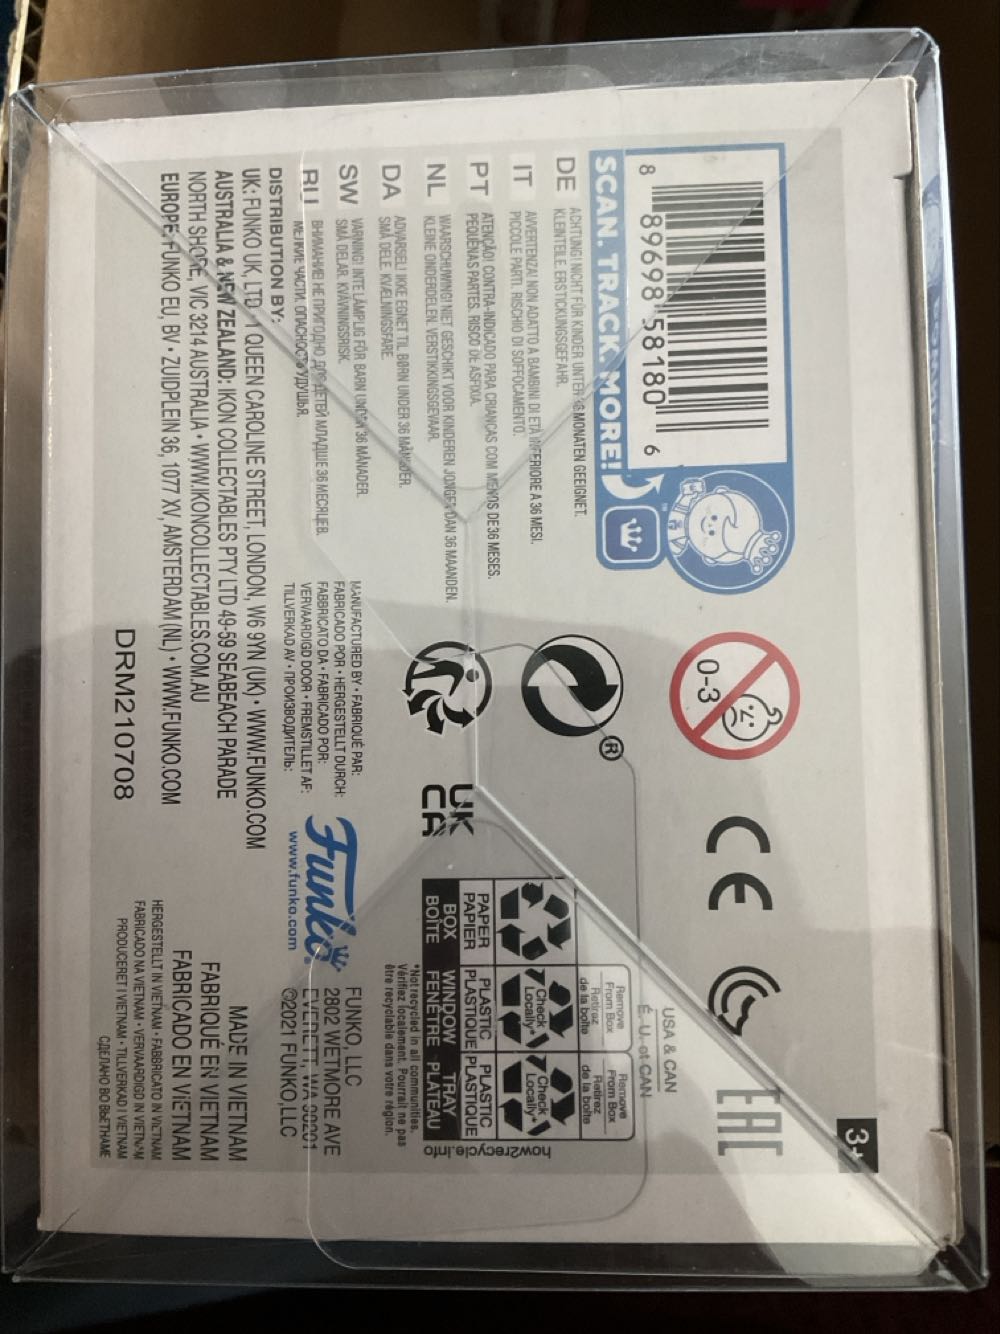 8 89698 58180 6
SCAN. TRACK. MORE!
™
DE ACHTUNG! NICHT FÜR KINDER UNTER 36 MONATEN GEEIGNET.
KLEINTEILE. ERSTICKUNGSGEFAHR.
IT AVVERTENZA! NON ADATTO A BAMBINI DI ETÀ INFERIORE A 36 MESI.
PICCOLE PARTI. RISCHIO DI SOFFOCAMENTO.
PT ATENÇÃO! CONTRA-INDICADO PARA CRIANÇAS COM MENOS DE 36 MESES.
PEQUENAS PARTES. RISCO DE ASFIXIA.
NL WAARSCHUWING! NIET GESCHIKT VOOR KINDEREN JONGER DAN 36 MAANDEN.
KLEINE ONDERDELEN. VERSTIKKINGSGEVAAR.
DA ADVARSEL! IKKE EGNET TIL BØRN UNDER 36 MÅNEDER.
SMÅ DELE. KVÆLNINGSFARE.
SW VARNING! INTE LÄMPLIG FÖR BARN UNDER 36 MÅNADER.
SMÅ DELAR. KVÄVNINGSRISK.
RU ВНИМАНИЕ! НЕ ПРИГОДНО ДЛЯ ДЕТЕЙ МЛАДШЕ 36 МЕСЯЦЕВ.
МЕЛКИЕ ЧАСТИ. ОПАСНОСТЬ УДУШЬЯ.
DISTRIBUTION BY:
UK: FUNKO UK, LTD. 1 QUEEN CAROLINE STREET, LONDON, W6 9YN (UK) • WWW.FUNKO.COM
AUSTRALIA & NEW ZEALAND: IKON COLLECTABLES PTY LTD 49-59 SEABEACH PARADE
NORTH SHORE, VIC 3214 AUSTRALIA • WWW.IKONCOLLECTABLES.COM.AU
EUROPE: FUNKO EU, BV • ZUIDPLEIN 36, 1077 XV, AMSTERDAM (NL) • WWW.FUNKO.COM
DRM210708
0-3
CE
EAC
3+
®
UK
CA
MANUFACTURED BY • FABRIQUÉ PAR:
FABRICADO POR • HERGESTELLT DURCH:
FABBRICATO DA • FABRICADO POR:
VERVAARDIGD DOOR • FREMSTILLET AF:
TILLVERKAD AV • ПРОИЗВОДИТЕЛЬ:
Funko
www.funko.com
USA & CAN
É. U. et CAN
Remove
From Box
Retirez
de la boîte
Remove
From Box
Retirez
de la boîte
Check
Locally*
Check
Locally*
PAPER
PAPIER
PLASTIC
PLASTIQUE
PLASTIC
PLASTIQUE
BOX
BOÎTE
WINDOW
FENÊTRE
TRAY
PLATEAU
how2recycle.info
*Not recycled in all communities.
Vérifiez localement. Pourrait ne pas
être recyclable dans votre région.
FUNKO, LLC
2802 WETMORE AVE
EVERETT, WA 98201
©2021 FUNKO,LLC
MADE IN VIETNAM
FABRIQUÉ EN VIETNAM
FABRICADO EN VIETNAM
HERGESTELLT IN VIETNAM • FABBRICATO IN VIETNAM
FABRICADO NA VIETNAM • VERVAARDIGD IN VIETNAM
PRODUCERET I VIETNAM • TILLVERKAD I VIETNAM
СДЕЛАНО ВО ВЬЕТНАМЕ